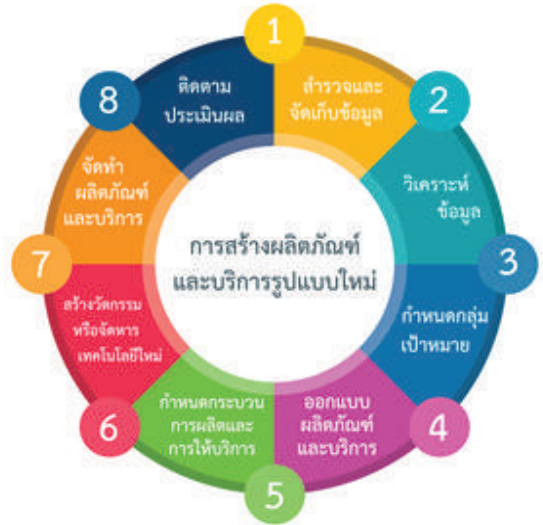 การสร้างผลิตภัณฑ์
และบริการรูปแบบใหม่
1
สำรวจและ
จัดเก็บข้อมูล
2
วิเคราะห์
ข้อมูล
3
กำหนดกลุ่ม
เป้าหมาย
4
ออกแบบ
ผลิตภัณฑ์
และบริการ
5
กำหนดกระบวน
การผลิตและ
การให้บริการ
6
สร้างวัตกรรม
หรือจัดหาร
เทคโนโลยีใหม่
7
จัดทำ
ผลิตภัณฑ์
และบริการ
8
ติดตาม
ประเมินผล